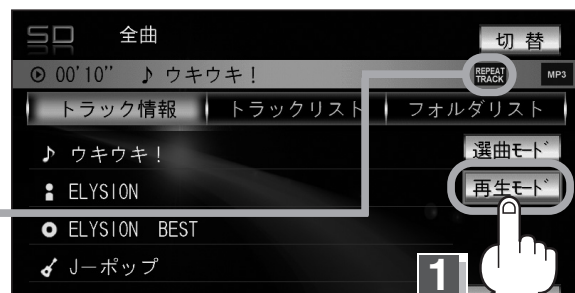 SD 全曲 切 替
00'10'' ♪ ウキウキ! REPEAT TRACK MP3
トラック情報 トラックリスト フォルダリスト
ウキウキ! 選曲ﾓｰﾄﾞ
ELYSION 再生ﾓｰﾄﾞ
ELYSION BEST
Jーポップ
1